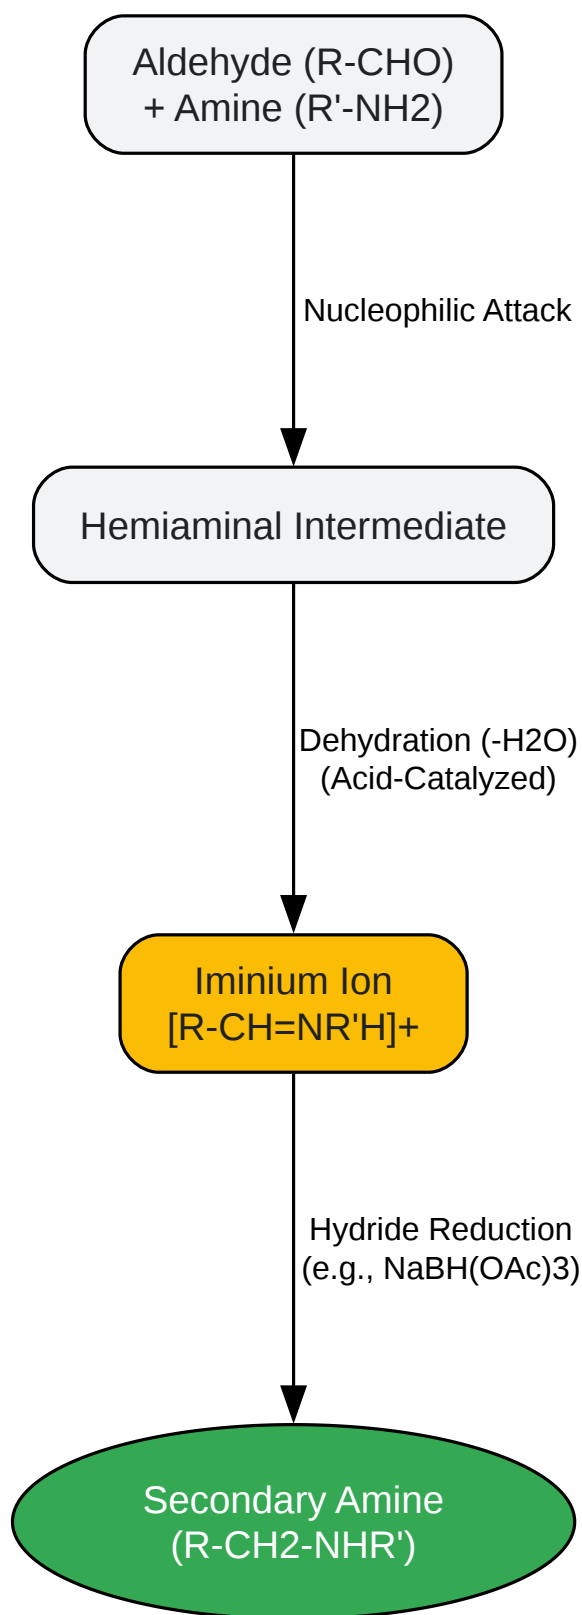 Aldehyde (R-CHO)
+ Amine (R'-NH2)
Nucleophilic Attack
Hemiaminal Intermediate
Dehydration (-H2O)
(Acid-Catalyzed)
Iminium Ion
[R-CH=NR'H]+
Hydride Reduction
(e.g., NaBH(OAc)3)
Secondary Amine
(R-CH2-NHR')